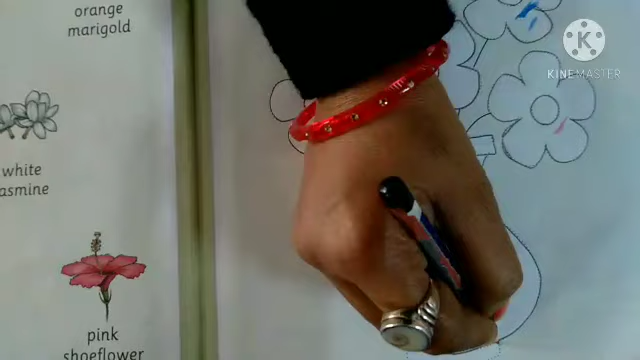 orange
marigold
white
asmine
pink
shoeflower
K
KINEMASTER